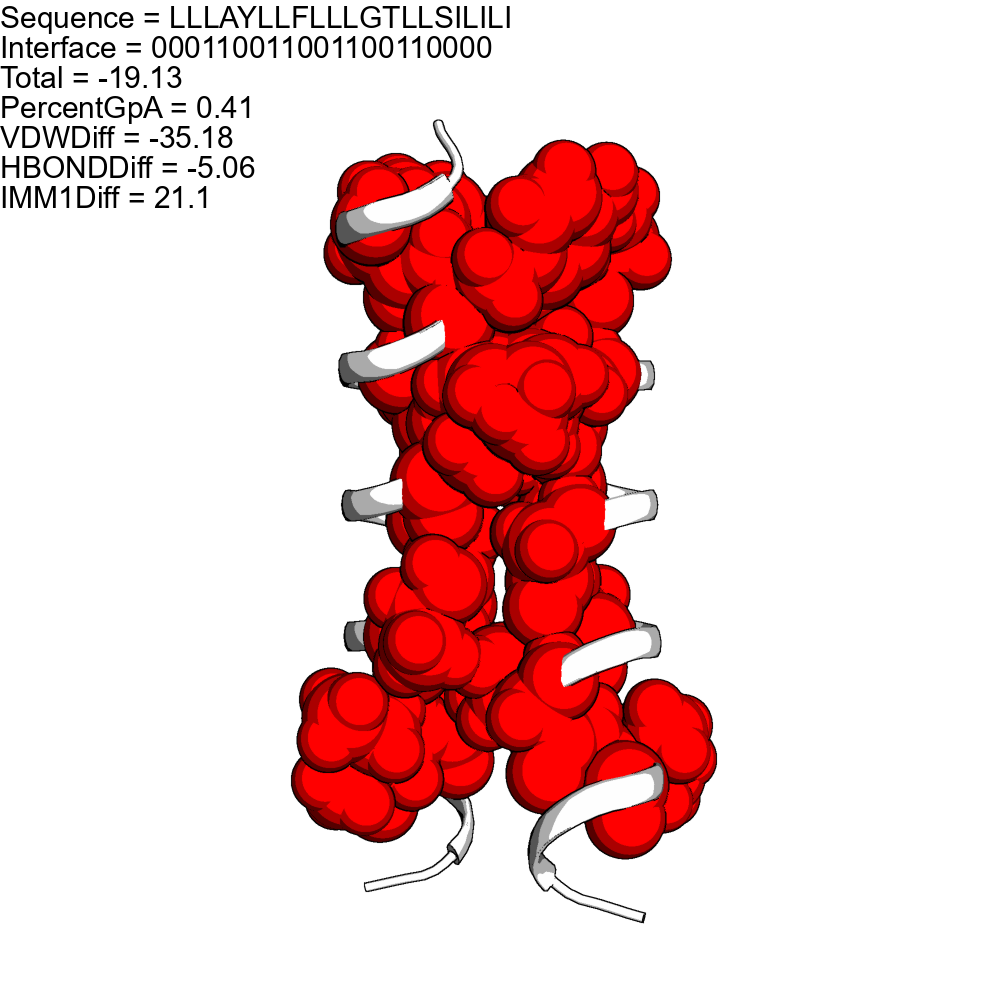 Sequence = LLLAYLLFLLLGTLLSILILI
Interface = 000110011001100110000
Total = -19.13
PercentGpA = 0.41
VDWDiff = -35.18
HBONDDiff = -5.06
IMM1Diff = 21.1